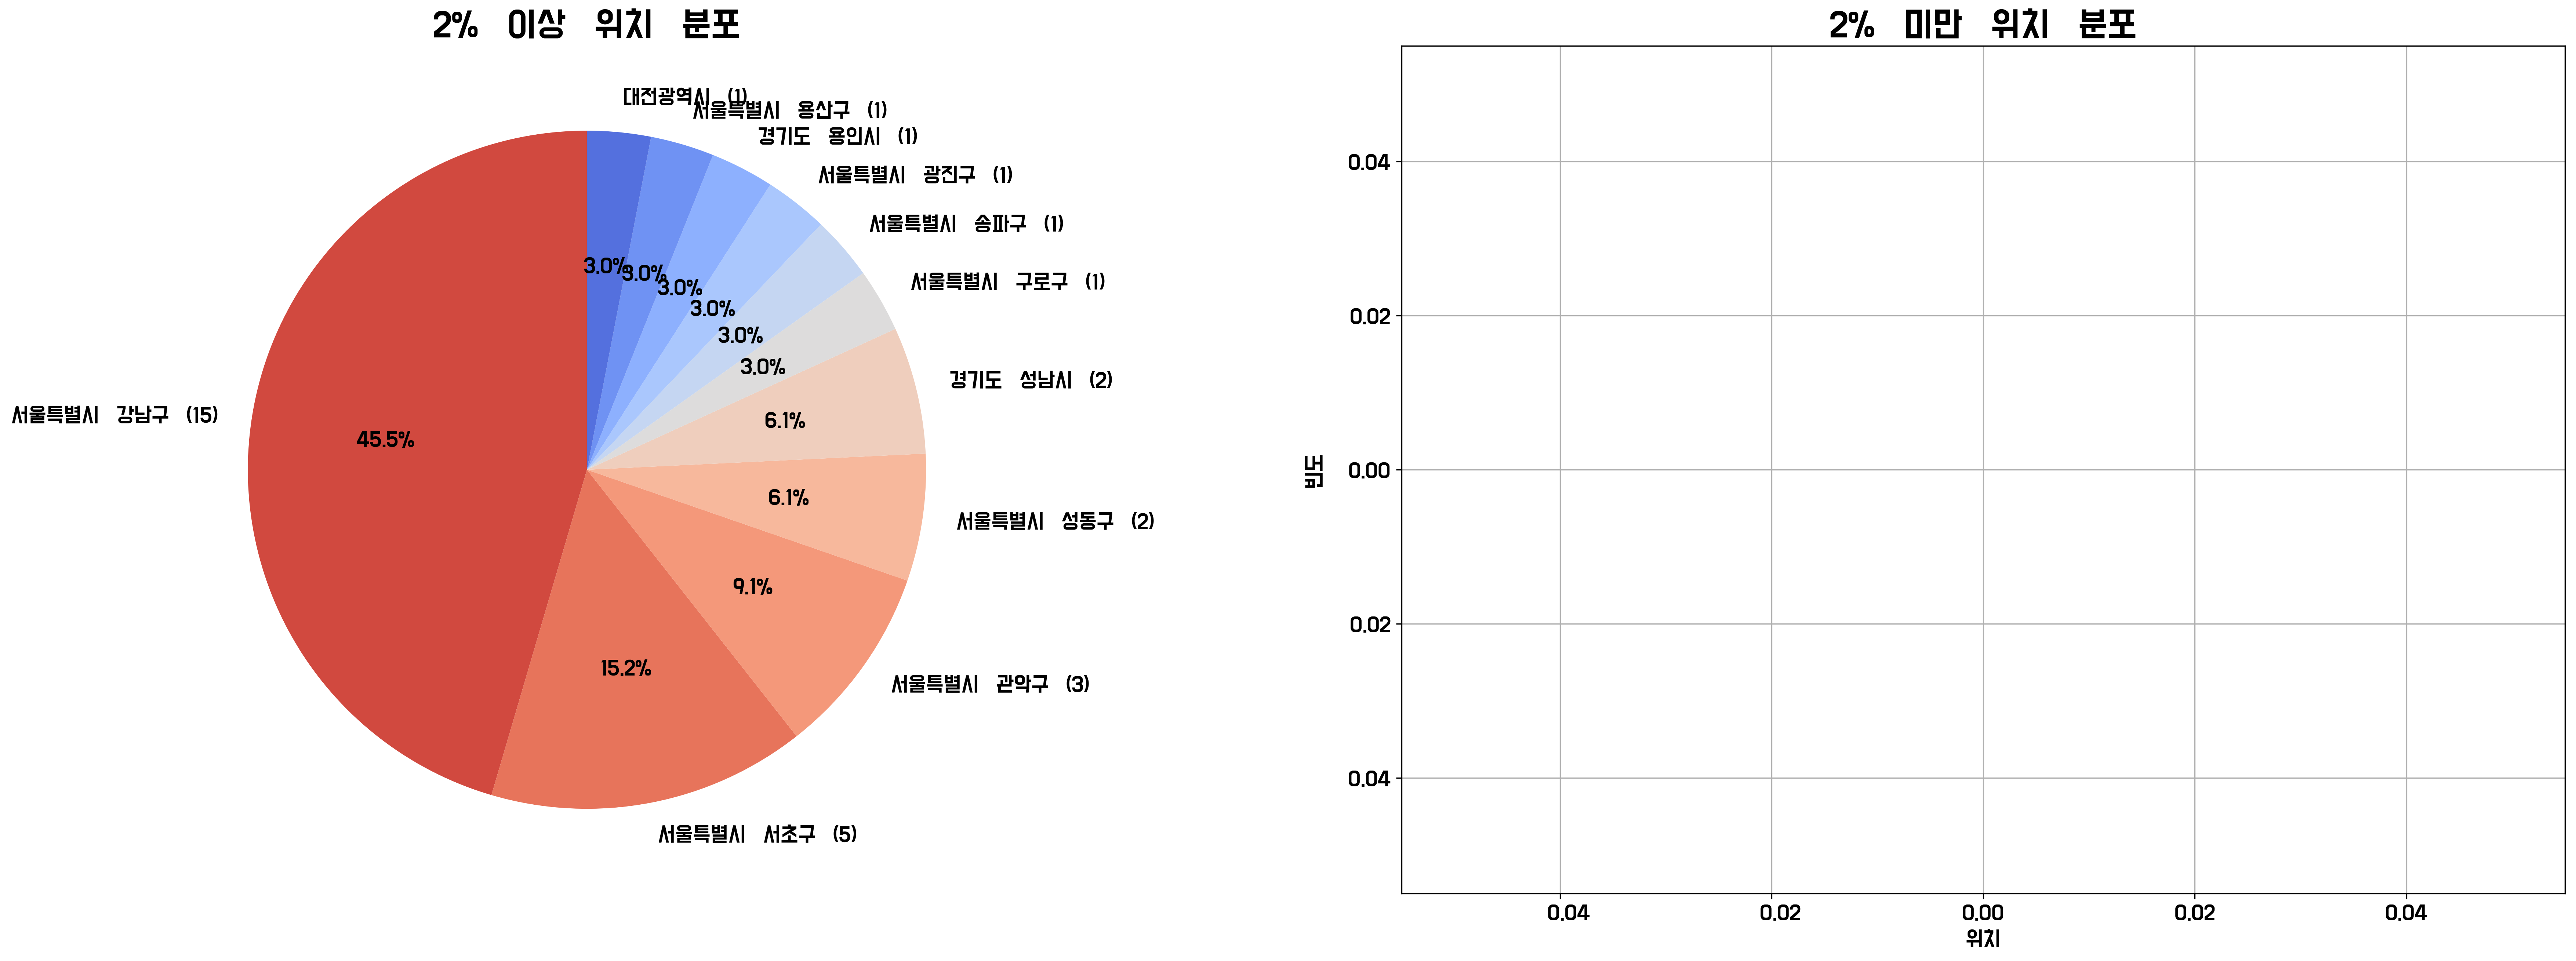 2% 이상 위치 분포
대전광역시 (1)
서울특별시 용산구 (1)
경기도 용인시 (1)
서울특별시 광진구 (1)
서울특별시 송파구 (1)
서울특별시 구로구 (1)
경기도 성남시 (2)
서울특별시 성동구 (2)
서울특별시 관악구 (3)
서울특별시 서초구 (5)
서울특별시 강남구 (15)
3.0%
3.0%
3.0%
3.0%
3.0%
3.0%
6.1%
6.1%
9.1%
15.2%
45.5%
2% 미만 위치 분포
빈도
0.04
0.02
0.00
0.02
0.04
0.04
0.02
0.00
0.02
0.04
위치